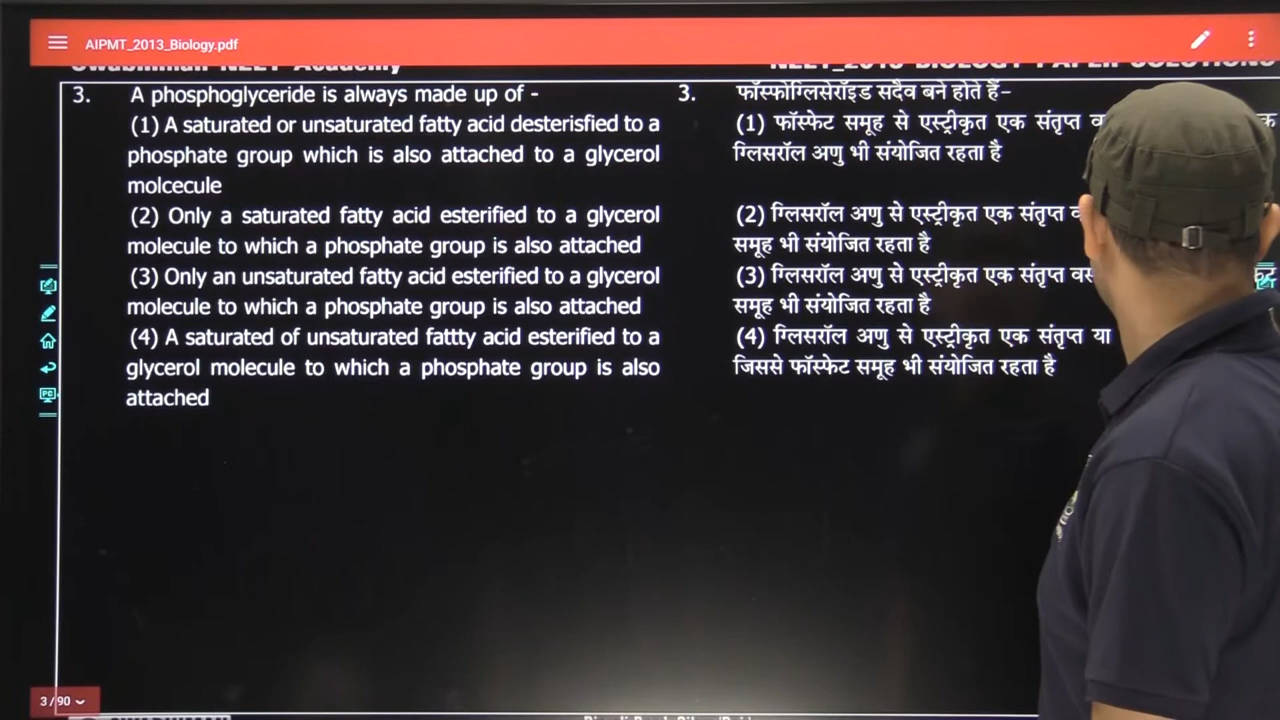 AIPMT_2013_Biology.pdf
3. A phosphoglyceride is always made up of -
(1) A saturated or unsaturated fatty acid desterisfied to a
phosphate group which is also attached to a glycerol
molcecule
(2) Only a saturated fatty acid esterified to a glycerol
molecule to which a phosphate group is also attached
(3) Only an unsaturated fatty acid esterified to a glycerol
molecule to which a phosphate group is also attached
(4) A saturated of unsaturated fattty acid esterified to a
glycerol molecule to which a phosphate group is also
attached
3. फॉस्फोग्लिसेरॉइड सदैव बने होते हैं–
(1) फॉस्फेट समूह से एस्ट्रीकृत एक संतृप्त
ग्लिसरॉल अणु भी संयोजित रहता है
(2) ग्लिसरॉल अणु से एस्ट्रीकृत एक संतृप्त
समूह भी संयोजित रहता है
(3) ग्लिसरॉल अणु से एस्ट्रीकृत एक संतृप्त
समूह भी संयोजित रहता है
(4) ग्लिसरॉल अणु से एस्ट्रीकृत एक संतृप्त या
जिससे फॉस्फेट समूह भी संयोजित रहता है
PC
3 / 90